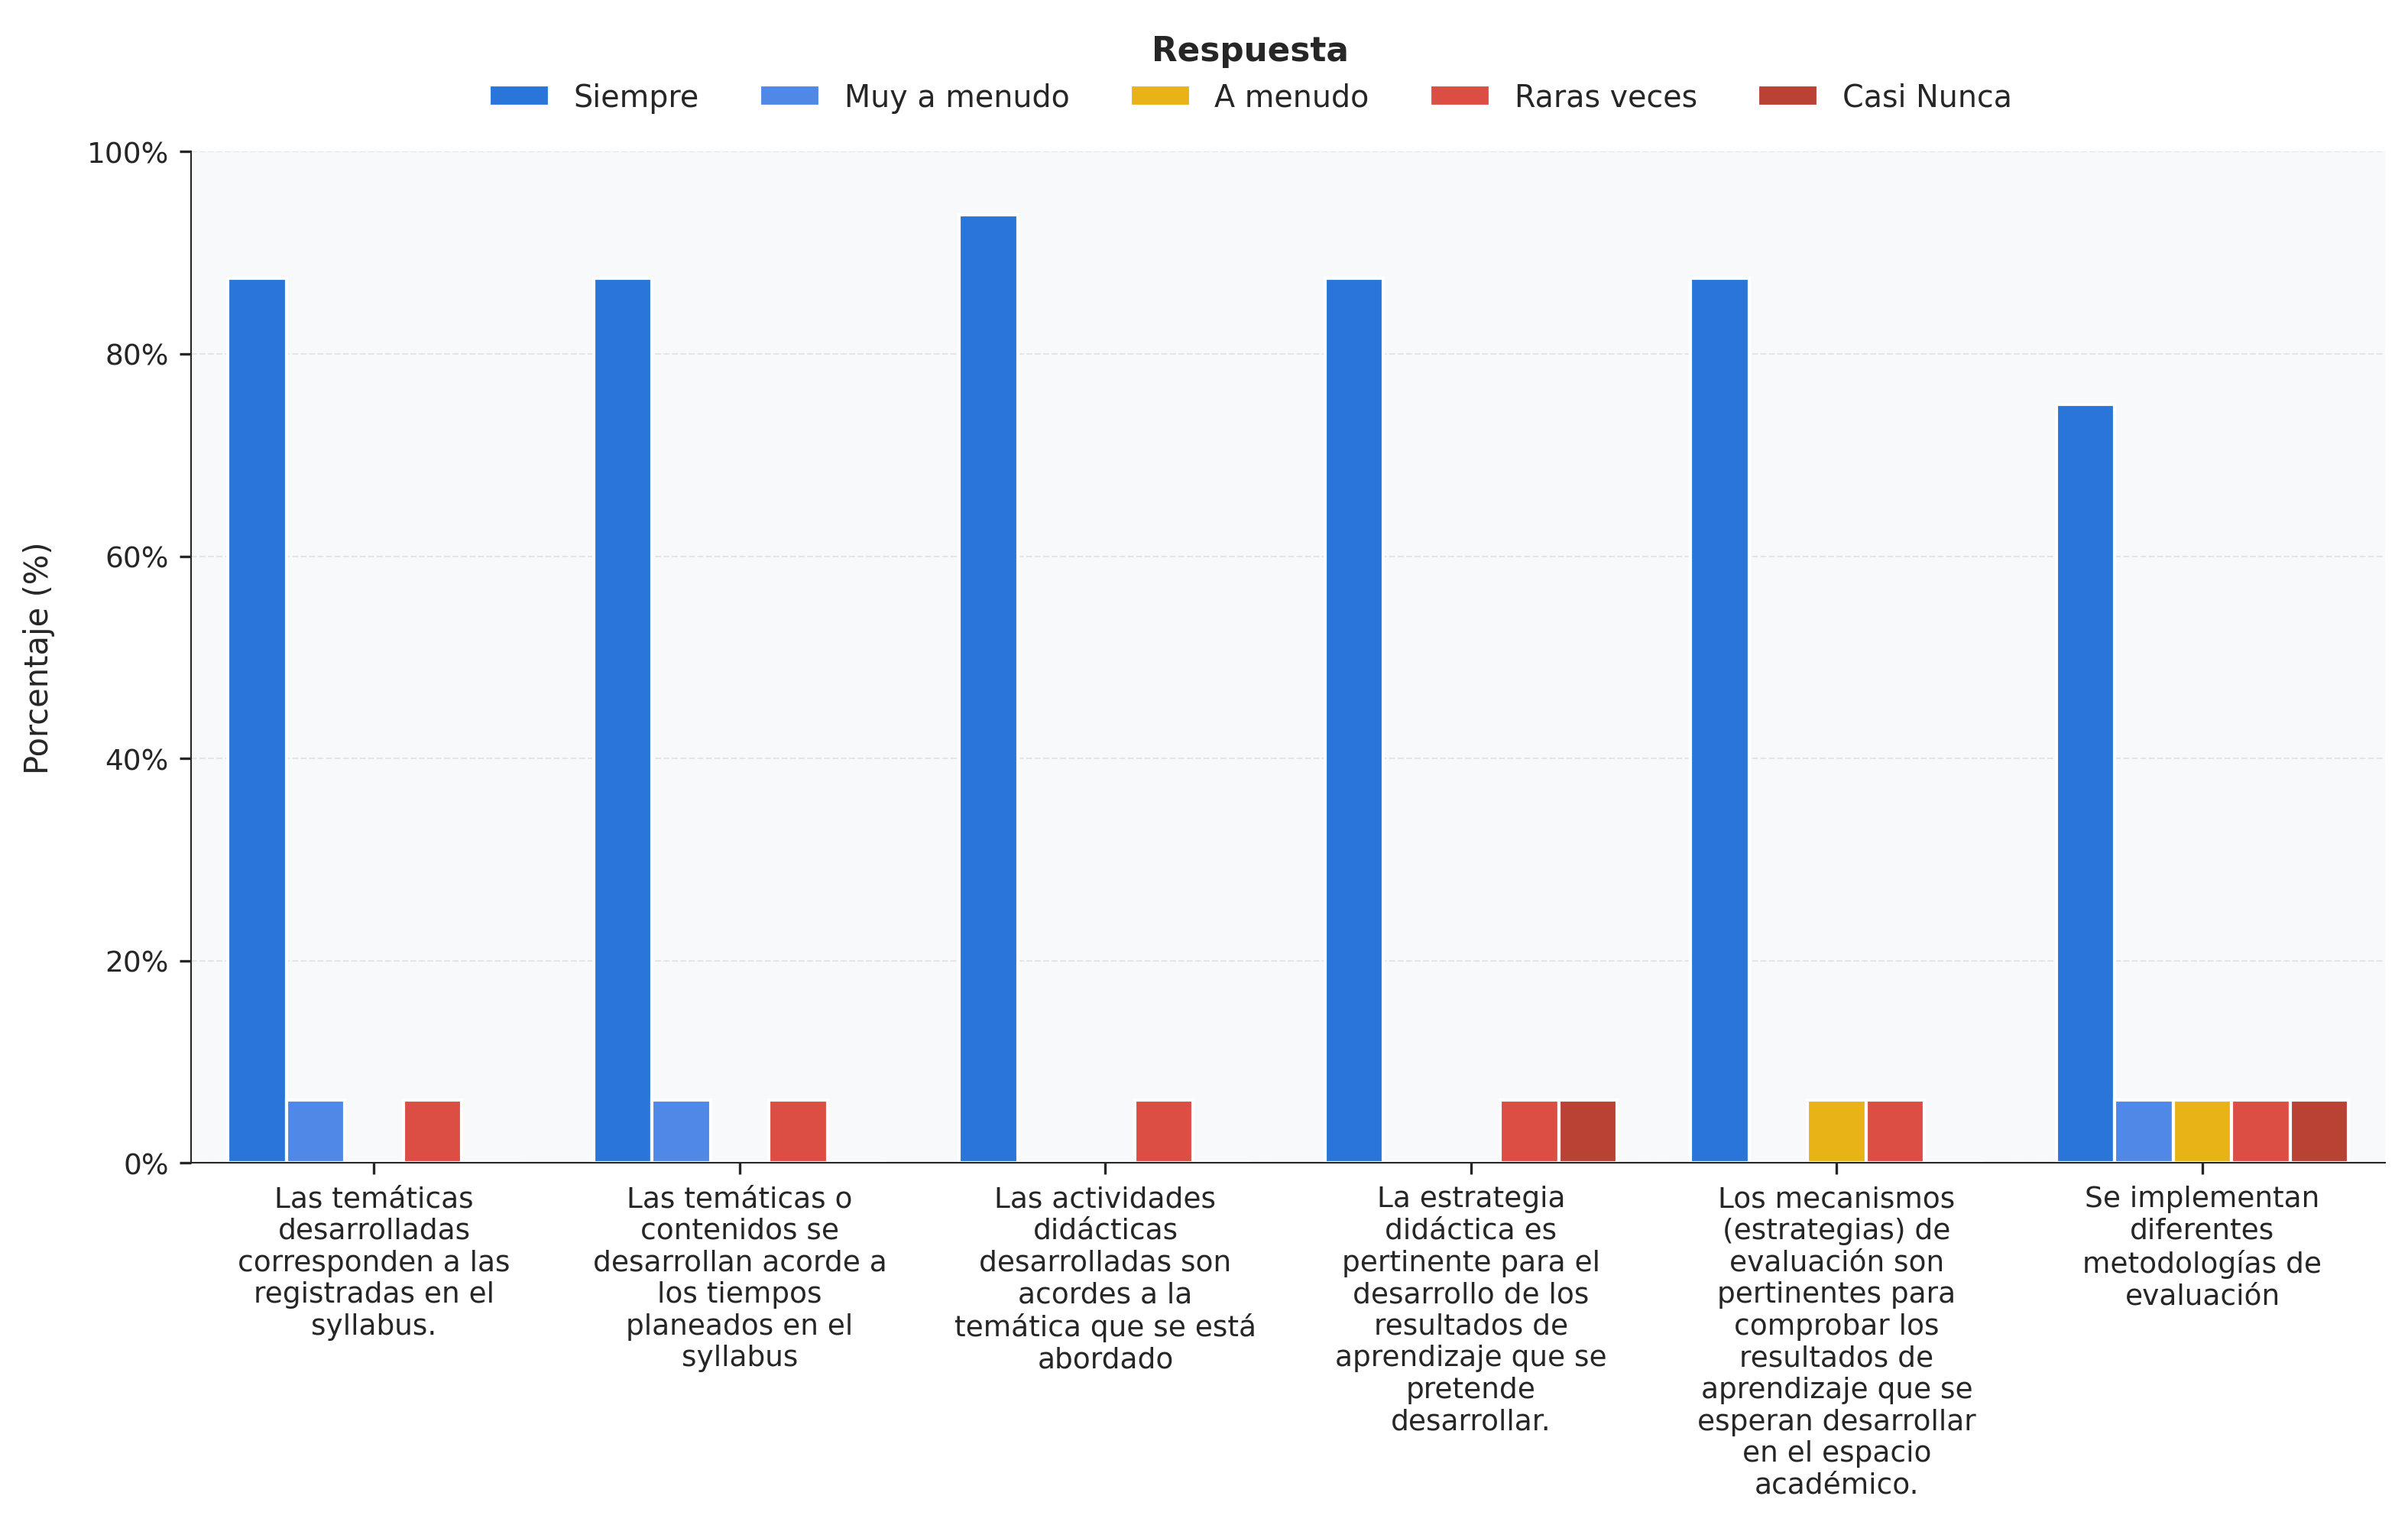 Respuesta
Siempre Muy a menudo A menudo Raras veces Casi Nunca
Porcentaje (%)
100%
80%
60%
40%
20%
0%
Las temáticas
desarrolladas
corresponden a las
registradas en el
syllabus.
Las temáticas o
contenidos se
desarrollan acorde a
los tiempos
planeados en el
syllabus
Las actividades
didácticas
desarrolladas son
acordes a la
temática que se está
abordado
La estrategia
didáctica es
pertinente para el
desarrollo de los
resultados de
aprendizaje que se
pretende
desarrollar.
Los mecanismos
(estrategias) de
evaluación son
pertinentes para
comprobar los
resultados de
aprendizaje que se
esperan desarrollar
en el espacio
académico.
Se implementan
diferentes
metodologías de
evaluación